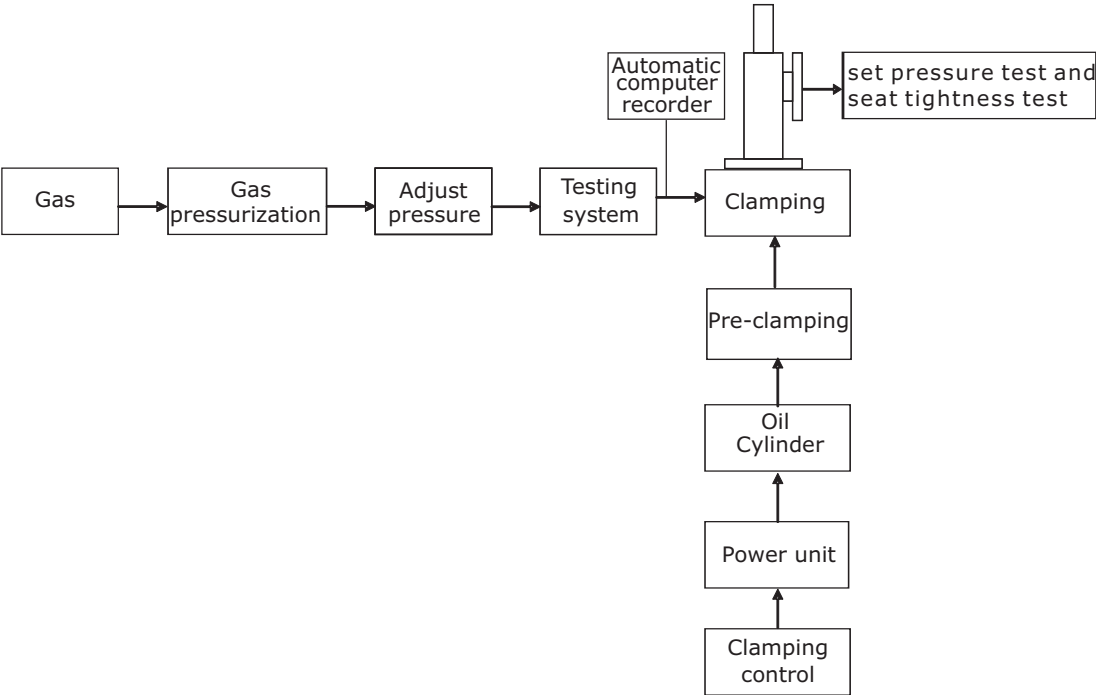 Automatic
computer
recorder
set pressure test and
seat tightness test
Gas
Gas
pressurization
Adjust
pressure
Testing
system
Clamping
Pre-clamping
Oil
Cylinder
Power unit
Clamping
control